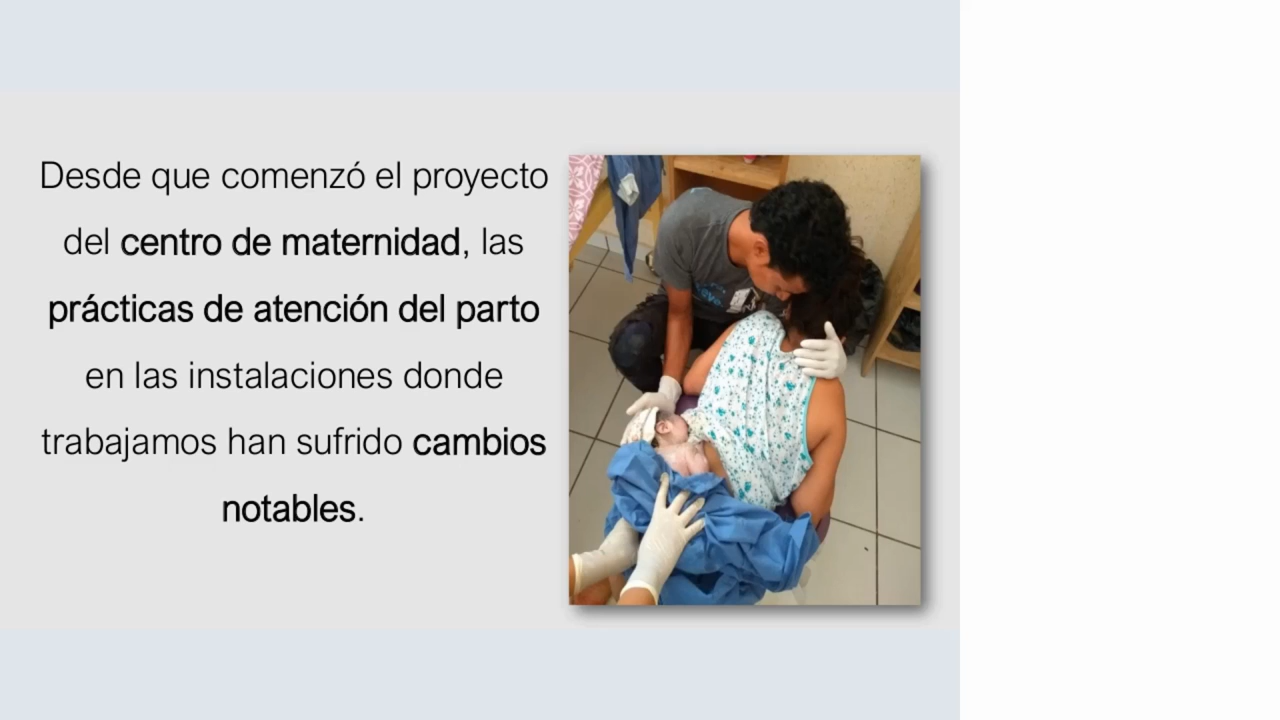 Desde que comenzó el proyecto
del centro de maternidad, las
prácticas de atención del parto
en las instalaciones donde
trabajamos han sufrido cambios
notables.